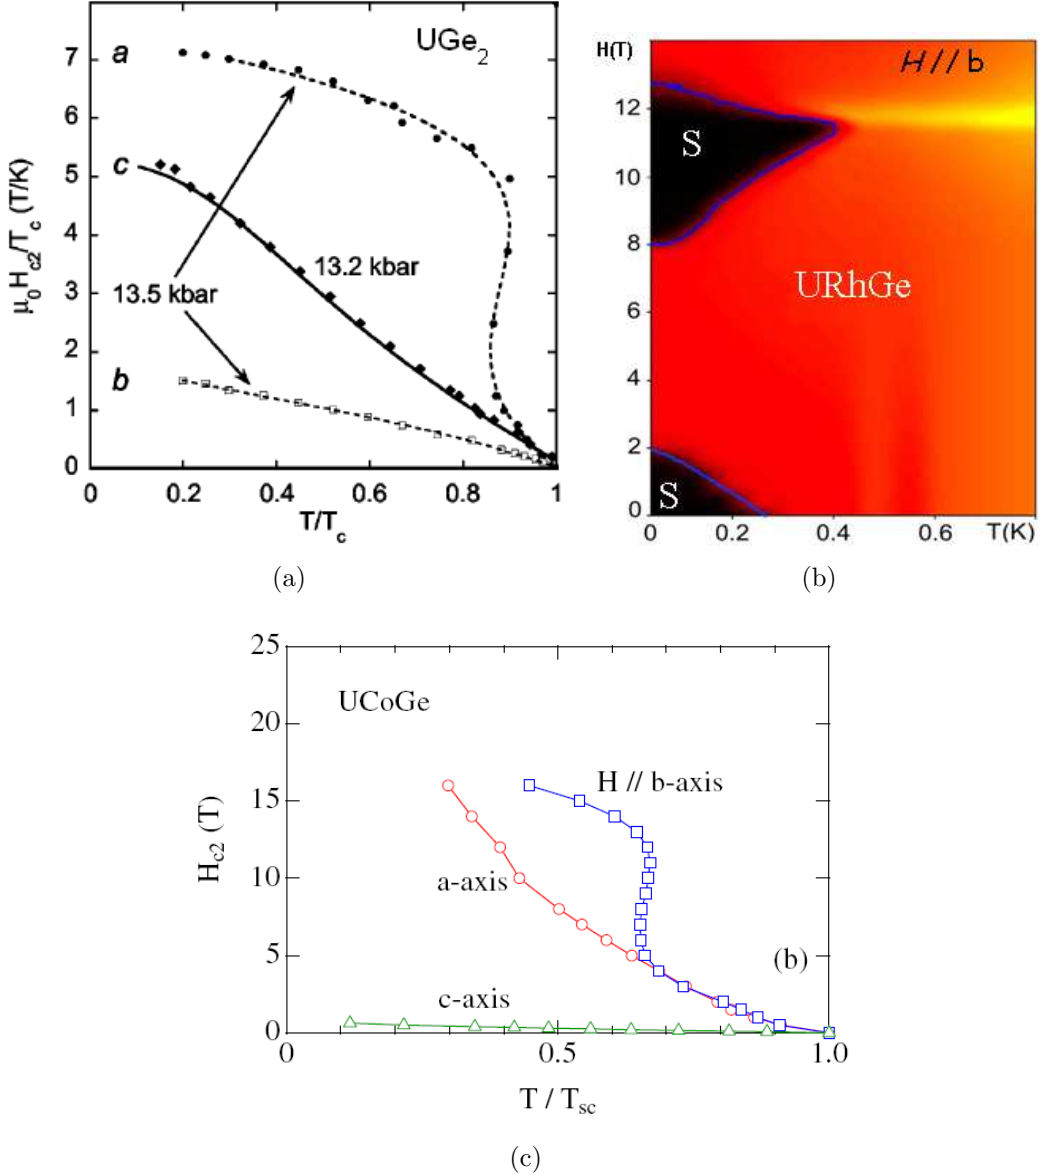 UGe2
a
c
b
13.2 kbar
13.5 kbar
μ0Hc2/Tc (T/K)
7
6
5
4
3
2
1
0
0 0.2 0.4 0.6 0.8 1
T/Tc
(a)
H(T)
H // b
12
10
8
6
4
2
0
S
URhGe
S
0 0.2 0.4 0.6 T(K)
(b)
25
20
15
10
5
0
Hc2 (T)
UCoGe
H // b-axis
a-axis
c-axis
(b)
0 0.5 1.0
T / Tsc
(c)